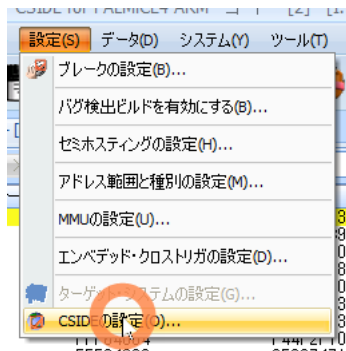 CSIDE for PALMiCE4 ARM
設定(S) データ(D) システム(Y) ツール(T)
ブレークの設定(B)...
バグ検出ビルドを有効にする(B)...
セミホスティングの設定(H)...
アドレス範囲と種別の設定(M)...
MMUの設定(U)...
エンベデッド・クロストリガの設定(D)...
ターゲット・システムの設定(G)...
CSIDEの設定(O)...